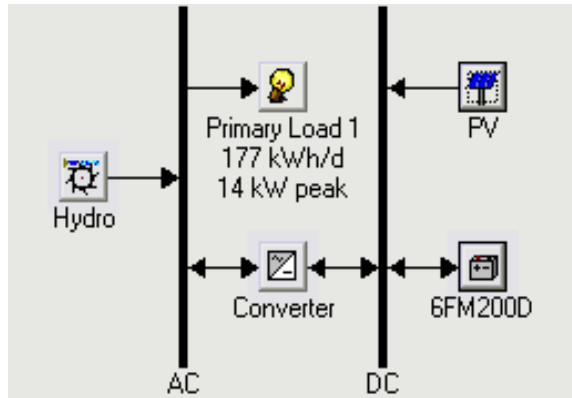 Primary Load 1
177 kWh/d
14 kW peak
PV
Hydro
Converter
6FM200D
AC
DC